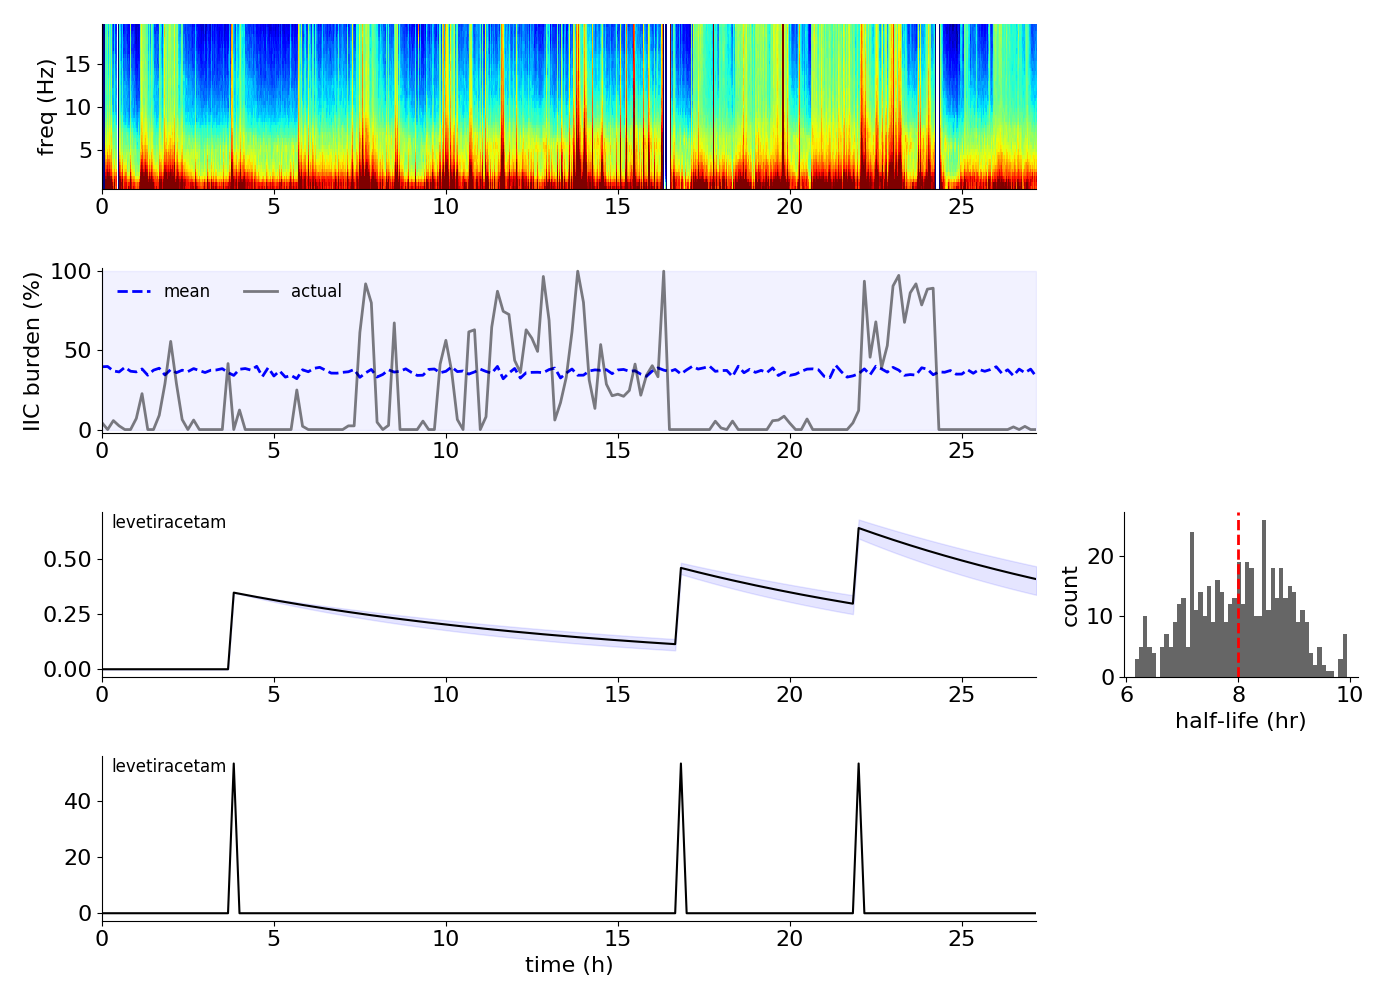 freq (Hz)
15
10
5
0 5 10 15 20 25
IIC burden (%)
100
50
0
mean actual
0 5 10 15 20 25
levetiracetam
0.50
0.25
0.00
0 5 10 15 20 25
count
20
10
0
6 8 10
half-life (hr)
levetiracetam
40
20
0
0 5 10 15 20 25
time (h)